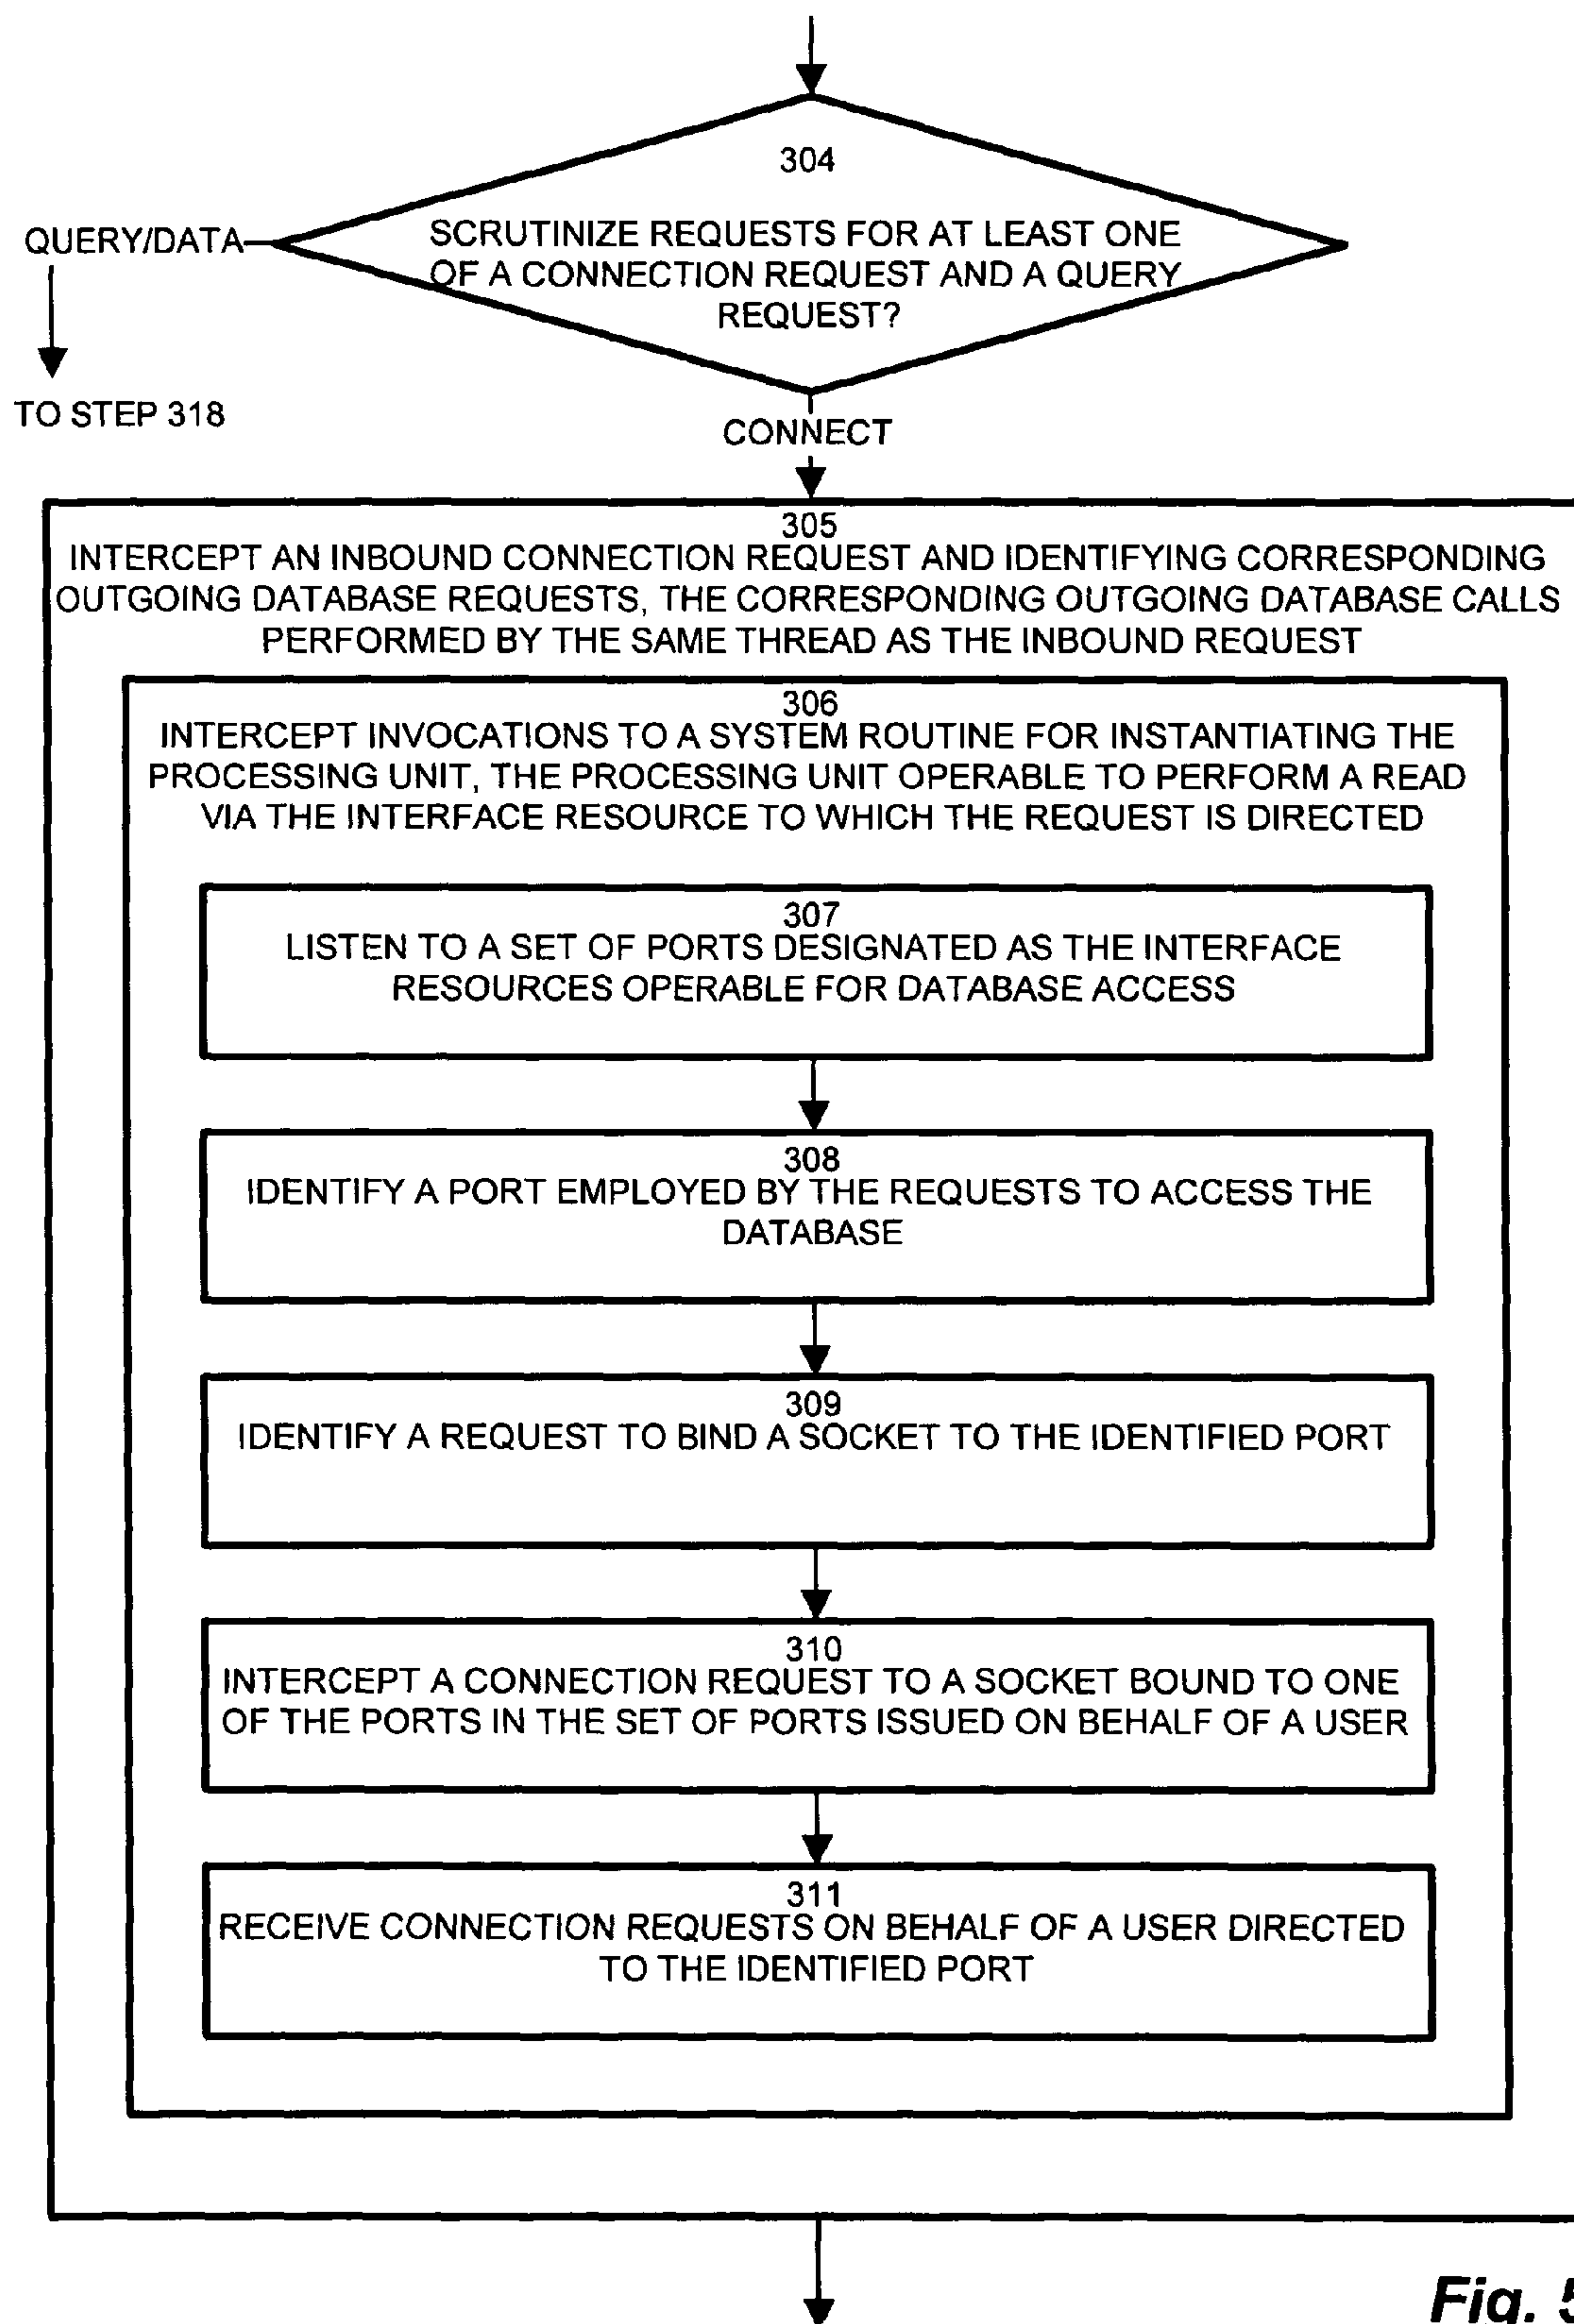 304
SCRUTINIZE REQUESTS FOR AT LEAST ONE
OF A CONNECTION REQUEST AND A QUERY
REQUEST?
QUERY/DATA
TO STEP 318
CONNECT
305
INTERCEPT AN INBOUND CONNECTION REQUEST AND IDENTIFYING CORRESPONDING
OUTGOING DATABASE REQUESTS, THE CORRESPONDING OUTGOING DATABASE CALLS
PERFORMED BY THE SAME THREAD AS THE INBOUND REQUEST
306
INTERCEPT INVOCATIONS TO A SYSTEM ROUTINE FOR INSTANTIATING THE
PROCESSING UNIT, THE PROCESSING UNIT OPERABLE TO PERFORM A READ
VIA THE INTERFACE RESOURCE TO WHICH THE REQUEST IS DIRECTED
307
LISTEN TO A SET OF PORTS DESIGNATED AS THE INTERFACE
RESOURCES OPERABLE FOR DATABASE ACCESS
308
IDENTIFY A PORT EMPLOYED BY THE REQUESTS TO ACCESS THE
DATABASE
309
IDENTIFY A REQUEST TO BIND A SOCKET TO THE IDENTIFIED PORT
310
INTERCEPT A CONNECTION REQUEST TO A SOCKET BOUND TO ONE
OF THE PORTS IN THE SET OF PORTS ISSUED ON BEHALF OF A USER
311
RECEIVE CONNECTION REQUESTS ON BEHALF OF A USER DIRECTED
TO THE IDENTIFIED PORT
Fig. 5